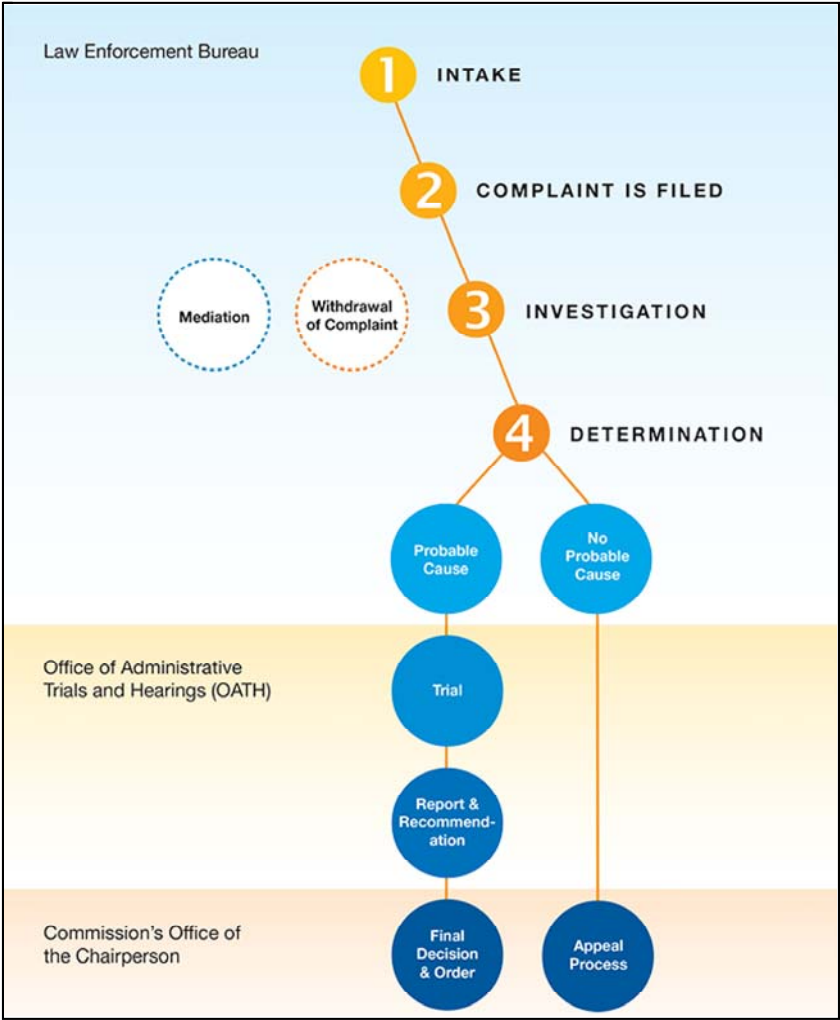 Law Enforcement Bureau
1 INTAKE
2 COMPLAINT IS FILED
Mediation
Withdrawal
of Complaint
3 INVESTIGATION
4 DETERMINATION
Probable
Cause
No
Probable
Cause
Office of Administrative
Trials and Hearings (OATH)
Trial
Report &
Recommend-
ation
Commission's Office of
the Chairperson
Final
Decision
& Order
Appeal
Process